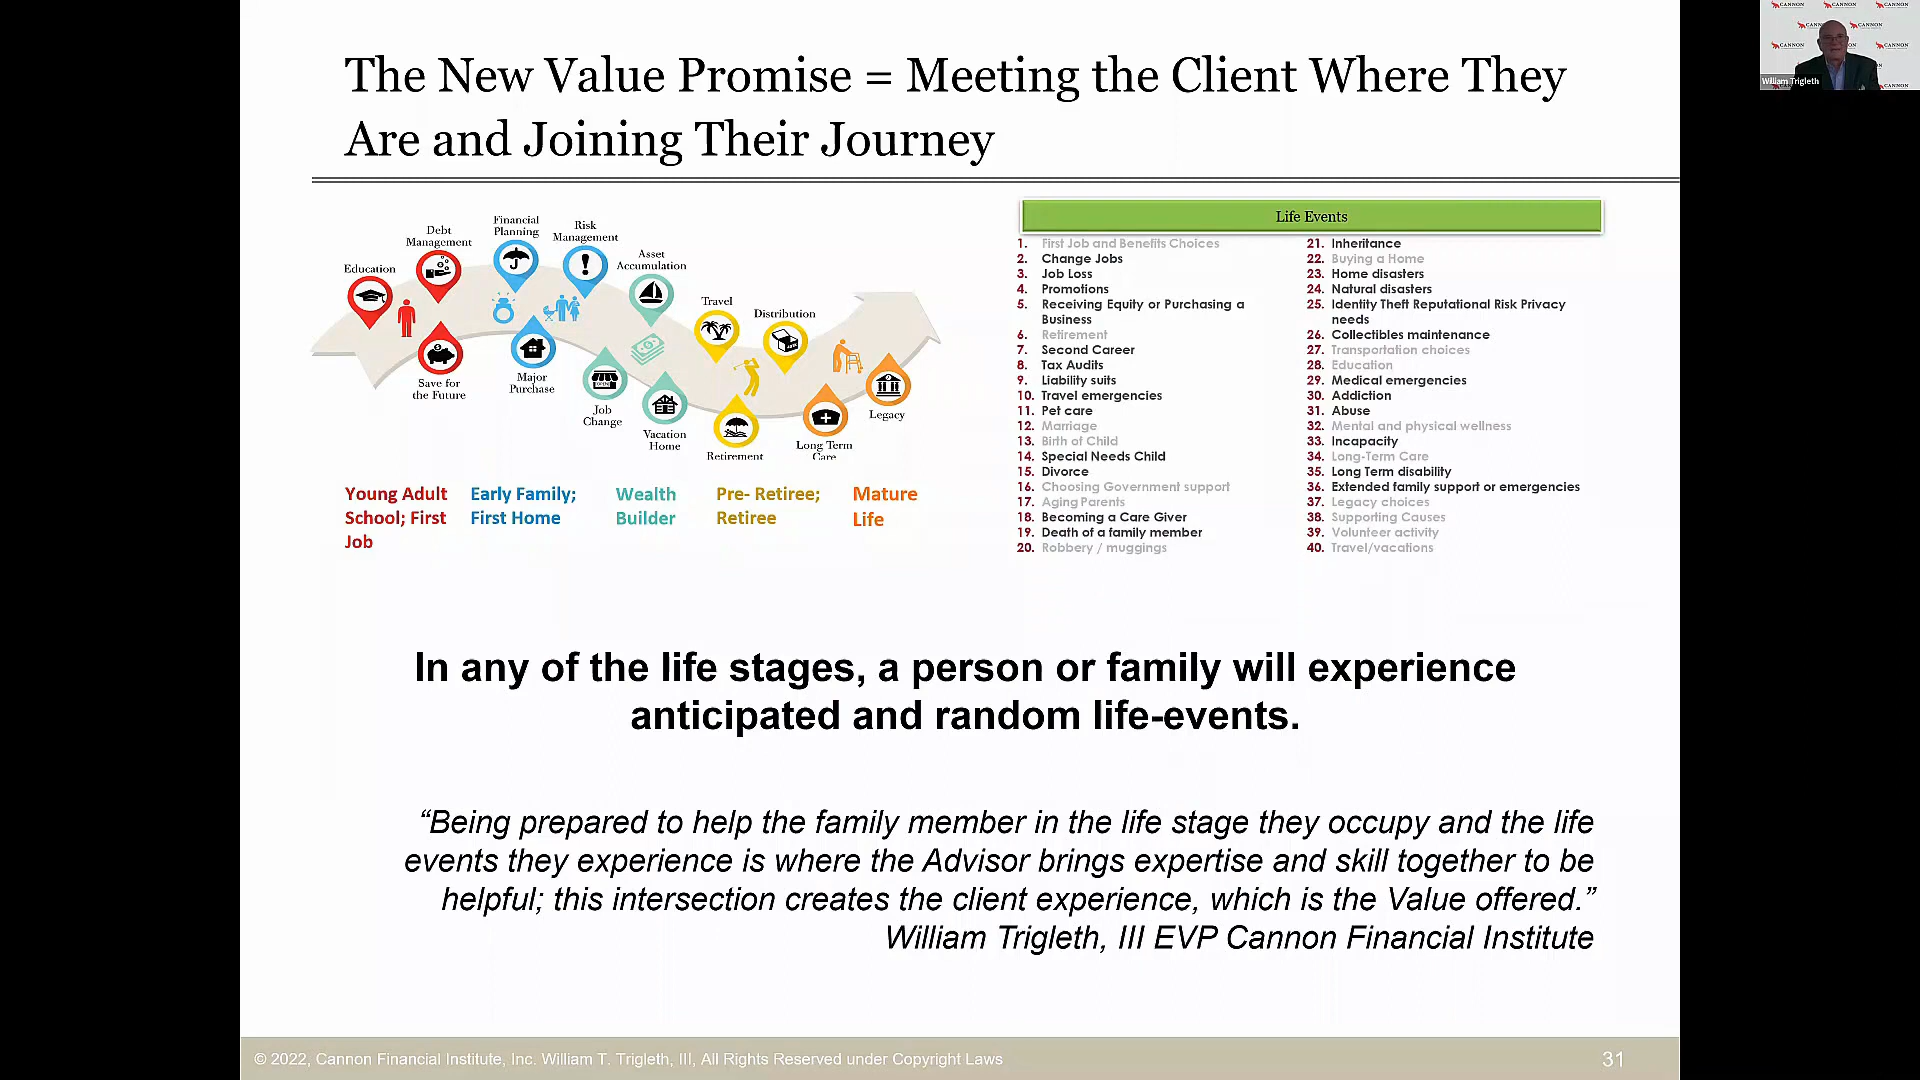 The New Value Promise = Meeting the Client Where They
Are and Joining Their Journey
Education
Debt
Management
Financial
Planning
Risk
Management
Asset
Accumulation
Travel
Distribution
Save for
the Future
Major
Purchase
OPEN
Job
Change
Vacation
Home
Retirement
Long Term
Care
Legacy
Young Adult
School; First
Job
Early Family;
First Home
Wealth
Builder
Pre- Retiree;
Retiree
Mature
Life
Life Events
1. First Job and Benefits Choices
2. Change Jobs
3. Job Loss
4. Promotions
5. Receiving Equity or Purchasing a
Business
6. Retirement
7. Second Career
8. Tax Audits
9. Liability suits
10. Travel emergencies
11. Pet care
12. Marriage
13. Birth of Child
14. Special Needs Child
15. Divorce
16. Choosing Government support
17. Aging Parents
18. Becoming a Care Giver
19. Death of a family member
20. Robbery / muggings
21. Inheritance
22. Buying a Home
23. Home disasters
24. Natural disasters
25. Identity Theft Reputational Risk Privacy
needs
26. Collectibles maintenance
27. Transportation choices
28. Education
29. Medical emergencies
30. Addiction
31. Abuse
32. Mental and physical wellness
33. Incapacity
34. Long-Term Care
35. Long Term disability
36. Extended family support or emergencies
37. Legacy choices
38. Supporting Causes
39. Volunteer activity
40. Travel/vacations
In any of the life stages, a person or family will experience
anticipated and random life-events.
“Being prepared to help the family member in the life stage they occupy and the life
events they experience is where the Advisor brings expertise and skill together to be
helpful; this intersection creates the client experience, which is the Value offered.”
William Trigleth, III EVP Cannon Financial Institute
© 2022, Cannon Financial Institute, Inc. William T. Trigleth, III, All Rights Reserved under Copyright Laws
31
CANNON CANNON CANNON
CANNON
CANNON CANNON
William Trigleth
CANNON